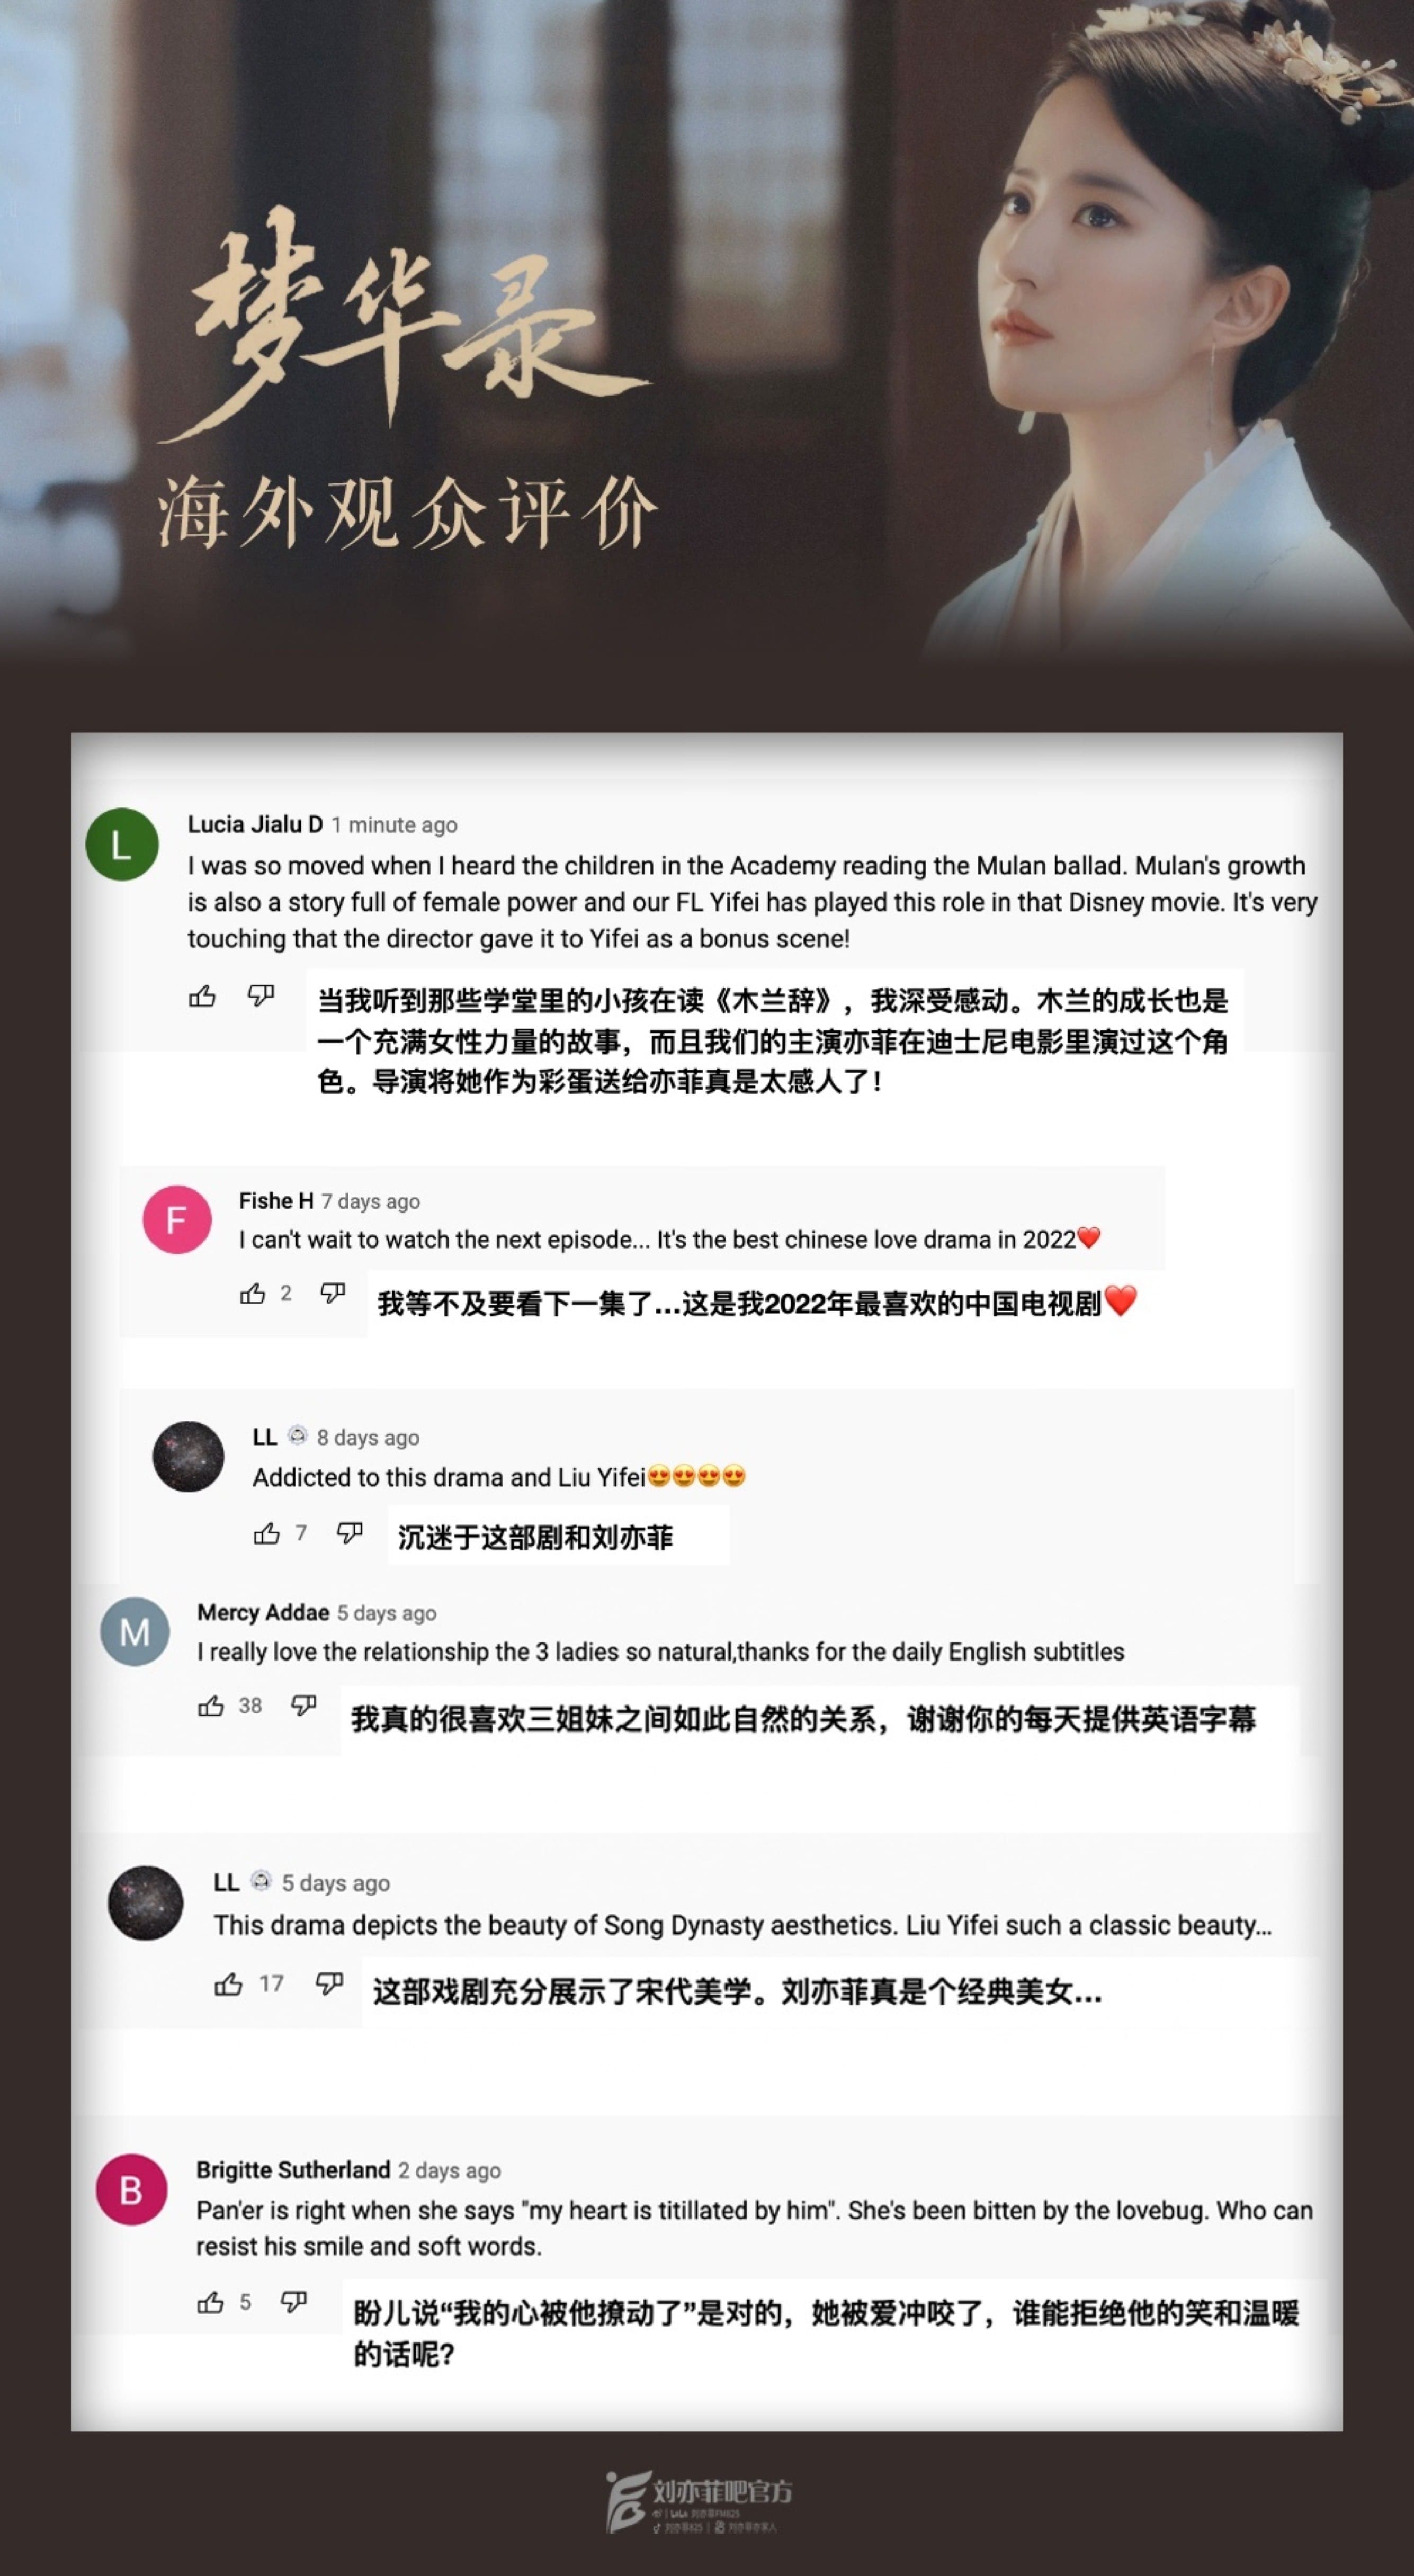 梦华录
海外观众评价
L
Lucia Jialu D 1 minute ago
I was so moved when I heard the children in the Academy reading the Mulan ballad. Mulan's growth
is also a story full of female power and our FL Yifei has played this role in that Disney movie. It's very
touching that the director gave it to Yifei as a bonus scene!
当我听到那些学堂里的小孩在读《木兰辞》，我深受感动。木兰的成长也是
一个充满女性力量的故事，而且我们的主演亦菲在迪士尼电影里演过这个角
色。导演将她作为彩蛋送给亦菲真是太感人了！
F
Fishe H 7 days ago
I can't wait to watch the next episode... It's the best chinese love drama in 2022❤️
2
我等不及要看下一集了...这是我2022年最喜欢的中国电视剧❤️
LL 8 days ago
Addicted to this drama and Liu Yifei😍😍😍😍
7
沉迷于这部剧和刘亦菲
M
Mercy Addae 5 days ago
I really love the relationship the 3 ladies so natural,thanks for the daily English subtitles
38
我真的很喜欢三姐妹之间如此自然的关系，谢谢你的每天提供英语字幕
LL 5 days ago
This drama depicts the beauty of Song Dynasty aesthetics. Liu Yifei such a classic beauty...
17
这部戏剧充分展示了宋代美学。刘亦菲真是个经典美女...
B
Brigitte Sutherland 2 days ago
Pan'er is right when she says "my heart is titillated by him". She's been bitten by the lovebug. Who can
resist his smile and soft words.
5
盼儿说“我的心被他撩动了”是对的，她被爱冲咬了，谁能拒绝他的笑和温暖
的话呢?
刘亦菲吧官方